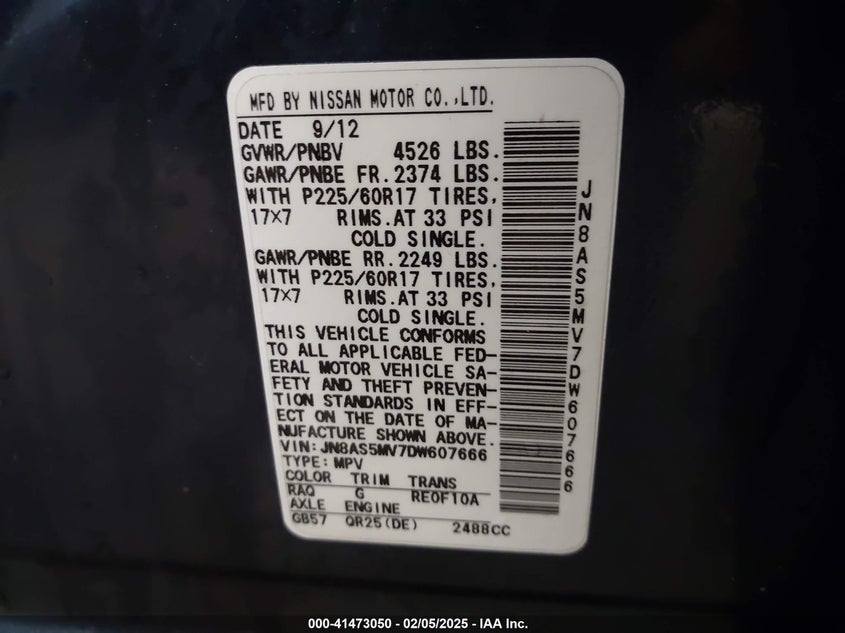 MFD BY NISSAN MOTOR CO.,LTD.
DATE 9/12
GVWR/PNBV 4526 LBS.
GAWR/PNBE FR. 2374 LBS.
WITH P225/60R17 TIRES,
17x7 RIMS.AT 33 PSI
COLD SINGLE.
GAWR/PNBE RR. 2249 LBS.
WITH P225/60R17 TIRES,
17x7 RIMS.AT 33 PSI
COLD SINGLE.
THIS VEHICLE CONFORMS
TO ALL APPLICABLE FED-
ERAL MOTOR VEHICLE SA-
FETY AND THEFT PREVEN-
TION STANDARDS IN EFF-
ECT ON THE DATE OF MA-
NUFACTURE SHOWN ABOVE.
VIN:JN8AS5MV7DW607666
TYPE:MPV
COLOR TRIM TRANS
RAQ G RE0F10A
AXLE ENGINE
GB57 QR25(DE) 2488CC
JN8AS5MV7DW607666
000-41473050 - 02/05/2025 - IAA Inc.